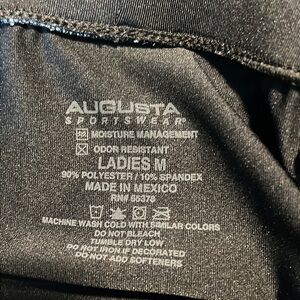 AUGUSTA
SPORTSWEAR
MOISTURE MANAGEMENT
ODOR RESISTANT
LADIES M
90% POLYESTER / 10% SPANDEX
MADE IN MEXICO
RN# 65378
MACHINE WASH COLD WITH SIMILAR COLORS
DO NOT BLEACH
TUMBLE DRY LOW
DO NOT IRON IF DECORATED
DO NOT ADD SOFTENERS